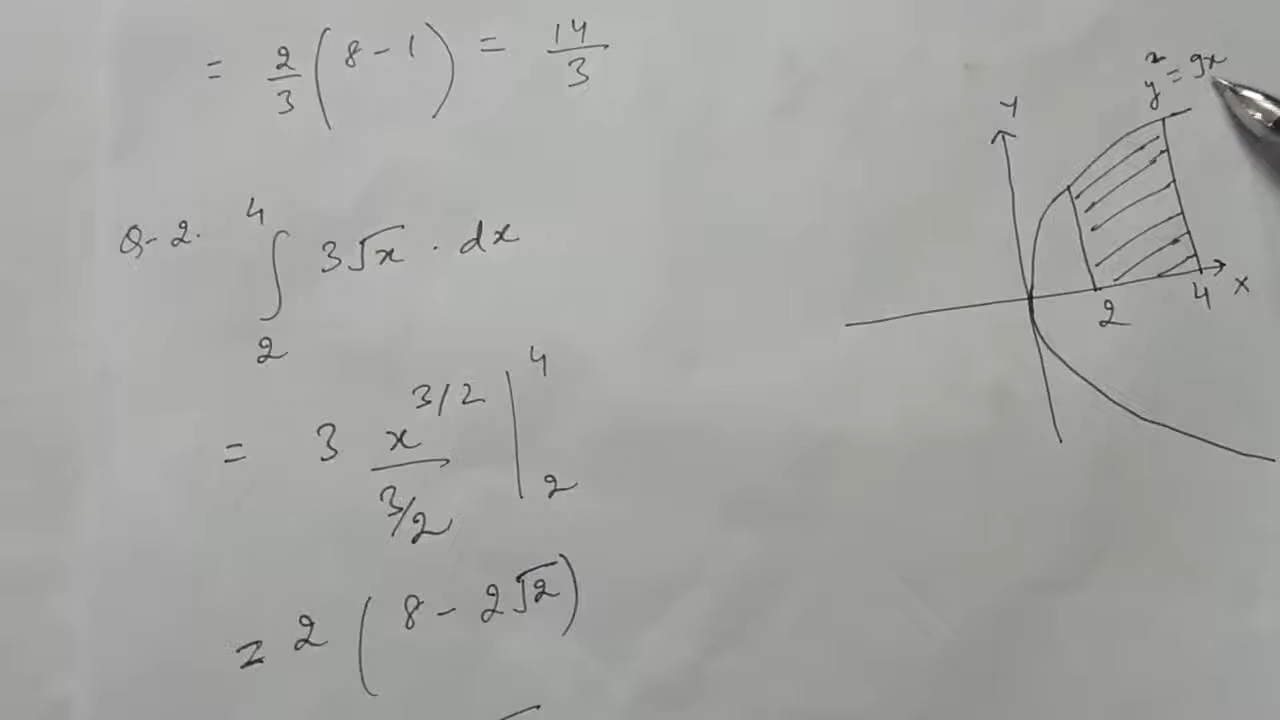 = 2/3 (8 - 1) = 14/3
y² = 9x
Y
Q-2. ∫₂⁴ 3√x · dx
2 4 X
= 3 x^3/2 / 3/2 |₂⁴
= 2 (8 - 2√2)